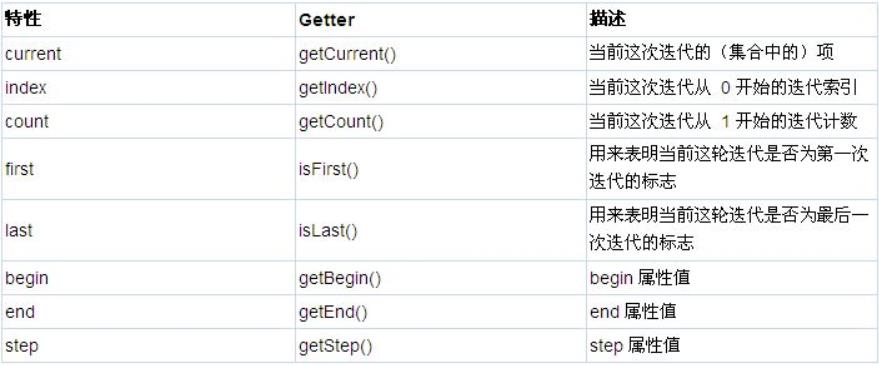 特性 Getter 描述
current getCurrent() 当前这次迭代的（集合中的）项
index getIndex() 当前这次迭代从 0 开始的迭代索引
count getCount() 当前这次迭代从 1 开始的迭代计数
first isFirst() 用来表明当前这轮迭代是否为第一次
迭代的标志
last isLast() 用来表明当前这轮迭代是否为最后一
次迭代的标志
begin getBegin() begin 属性值
end getEnd() end 属性值
step getStep() step 属性值